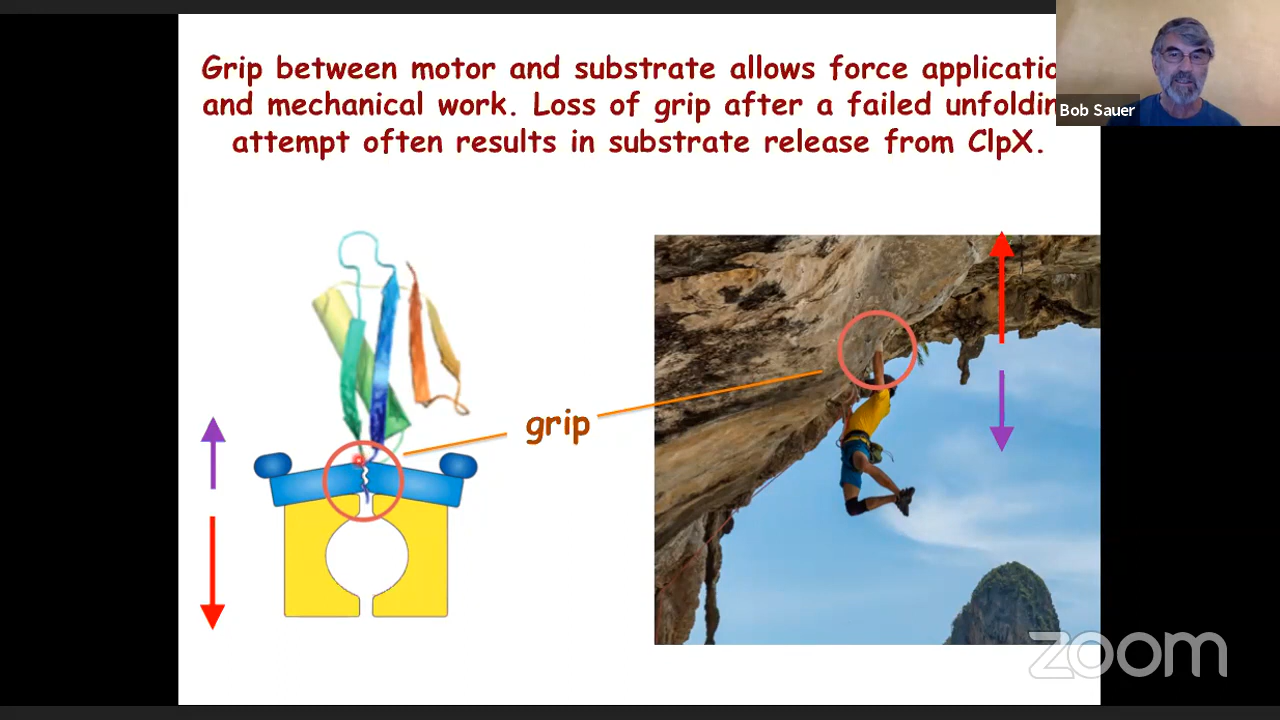 Grip between motor and substrate allows force applicatio
and mechanical work. Loss of grip after a failed unfoldin
attempt often results in substrate release from ClpX.
Bob Sauer
grip
zoom